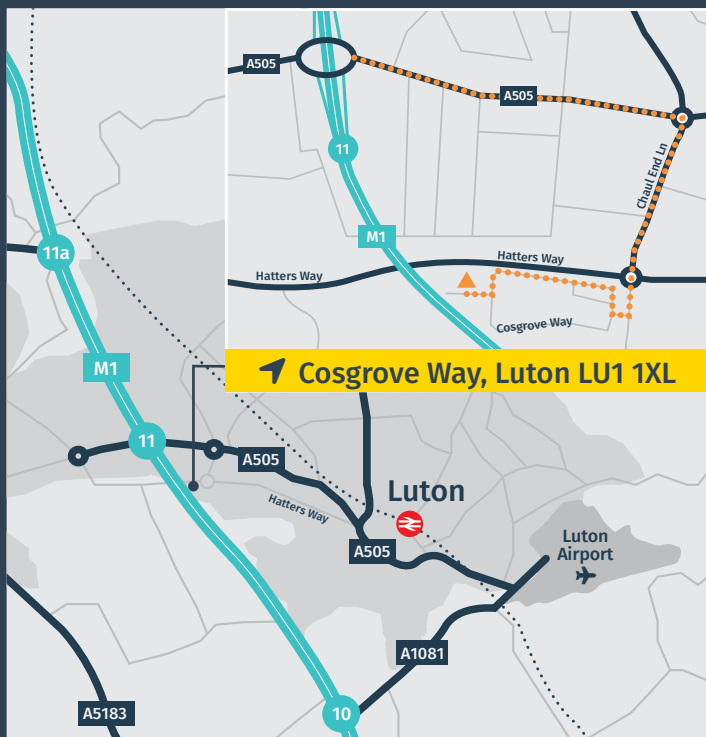 A505
A505
11
Chaul End Ln
M1
Hatters Way
Hatters Way
Cosgrove Way
Cosgrove Way, Luton LU1 1XL
11a
M1
11
A505
Hatters Way
Luton
A505
Luton
Airport
A1081
A5183
10